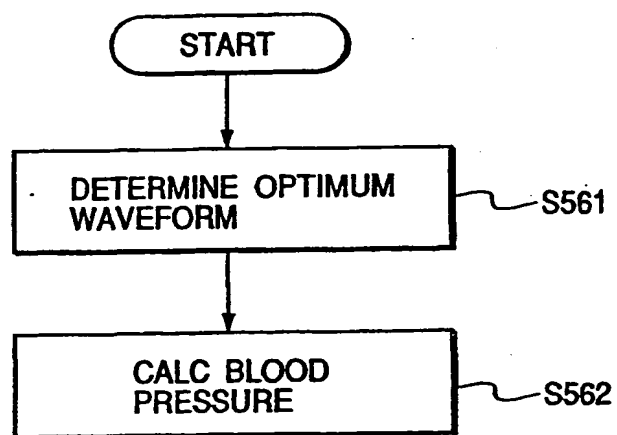 START
DETERMINE OPTIMUM
WAVEFORM
S561
CALC BLOOD
PRESSURE
S562